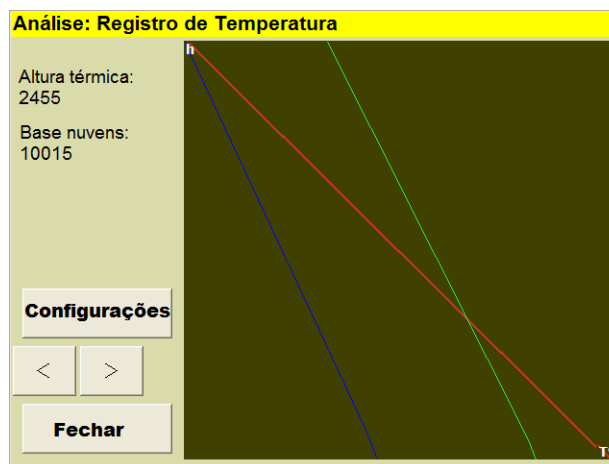 Análise: Registro de Temperatura
h
Altura térmica:
2455
Base nuvens:
10015
Configurações
<
>
Fechar
T